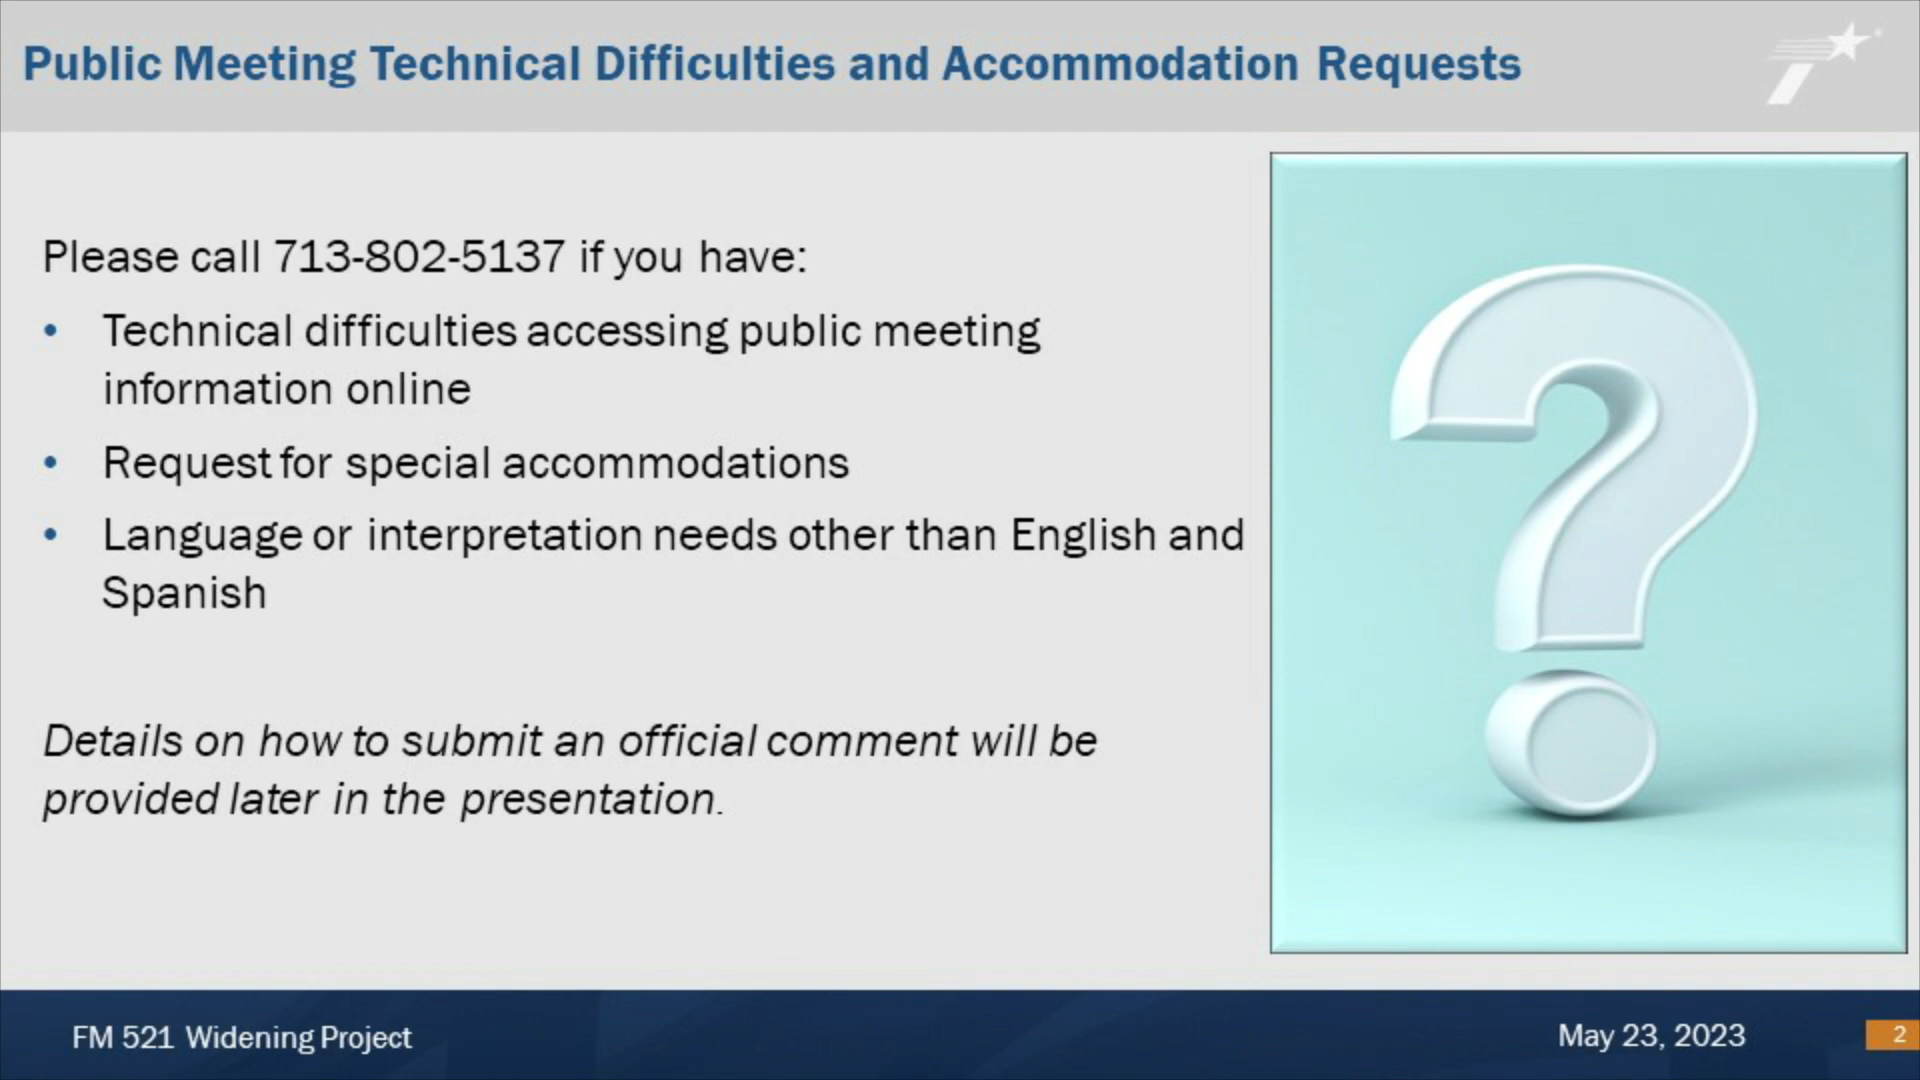 Public Meeting Technical Difficulties and Accommodation Requests
Please call 713-802-5137 if you have:
• Technical difficulties accessing public meeting
information online
• Request for special accommodations
• Language or interpretation needs other than English and
Spanish
Details on how to submit an official comment will be
provided later in the presentation.
FM 521 Widening Project
May 23, 2023
2